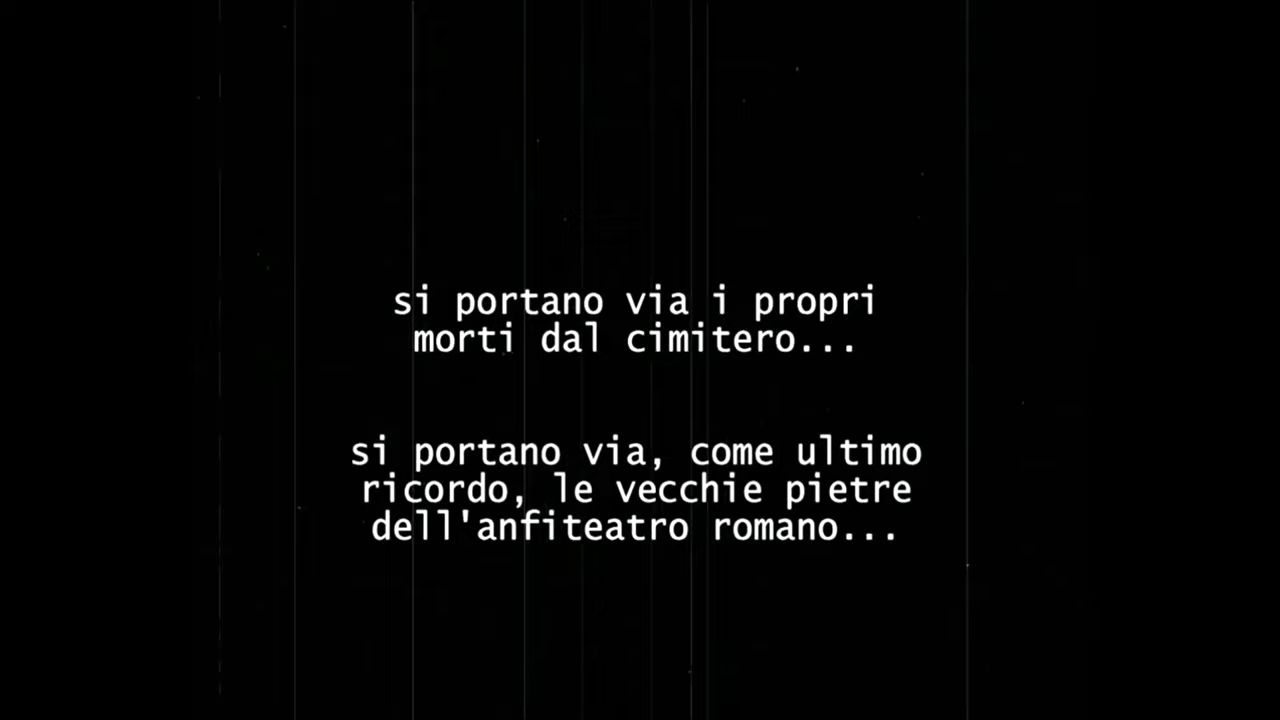 si portano via i propri
morti dal cimitero...
si portano via, come ultimo
ricordo, le vecchie pietre
dell'anfiteatro romano...